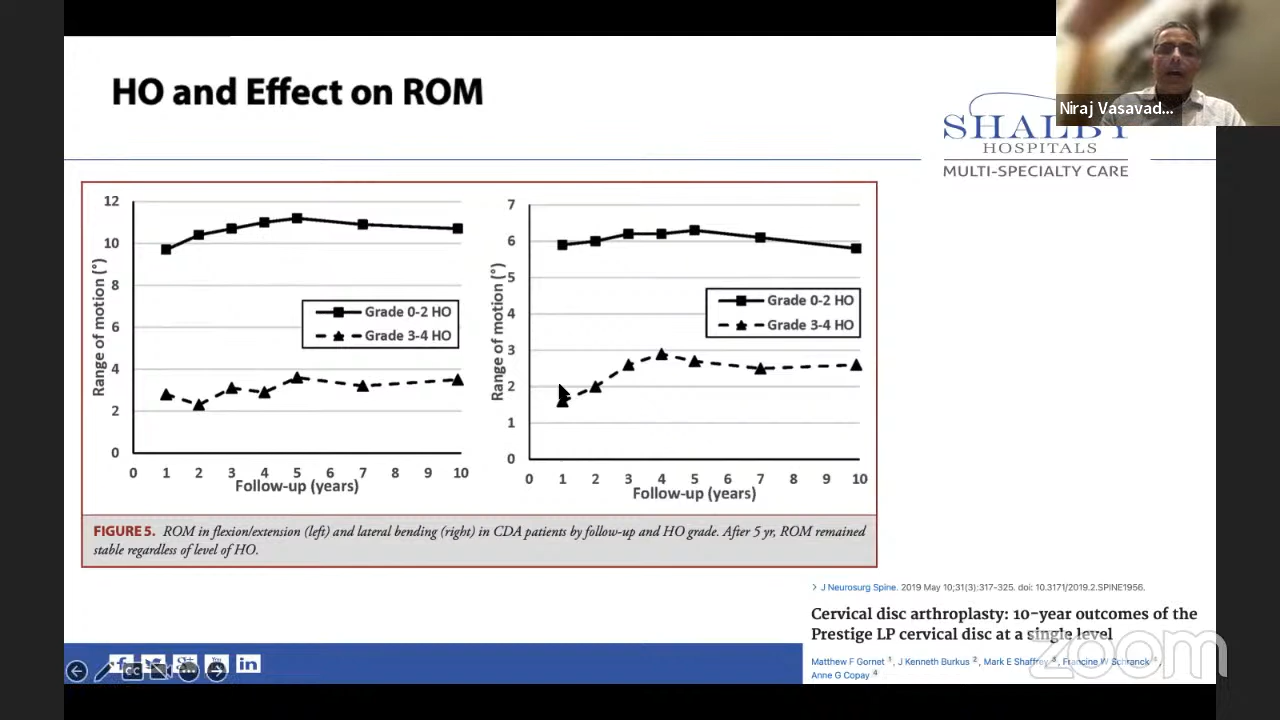 HO and Effect on ROM
Niraj Vasavad...
SHALBY
HOSPITALS
MULTI-SPECIALTY CARE
12
10
8
6
4
2
0
Range of motion (°)
Grade 0-2 HO
Grade 3-4 HO
0 1 2 3 4 5 6 7 8 9 10
Follow-up (years)
7
6
5
4
3
2
1
0
Range of motion (°)
Grade 0-2 HO
Grade 3-4 HO
0 1 2 3 4 5 6 7 8 9 10
Follow-up (years)
FIGURE 5. ROM in flexion/extension (left) and lateral bending (right) in CDA patients by follow-up and HO grade. After 5 yr, ROM remained
stable regardless of level of HO.
> J Neurosurg Spine. 2019 May 10;31(3):317-325. doi: 10.3171/2019.2.SPINE1956.
Cervical disc arthroplasty: 10-year outcomes of the
Prestige LP cervical disc at a single level
Matthew F Gornet 1, J Kenneth Burkus 2, Mark E Shaffrey 3, Francine W Schranck 4,
Anne G Copay 4
zoom
CC
in